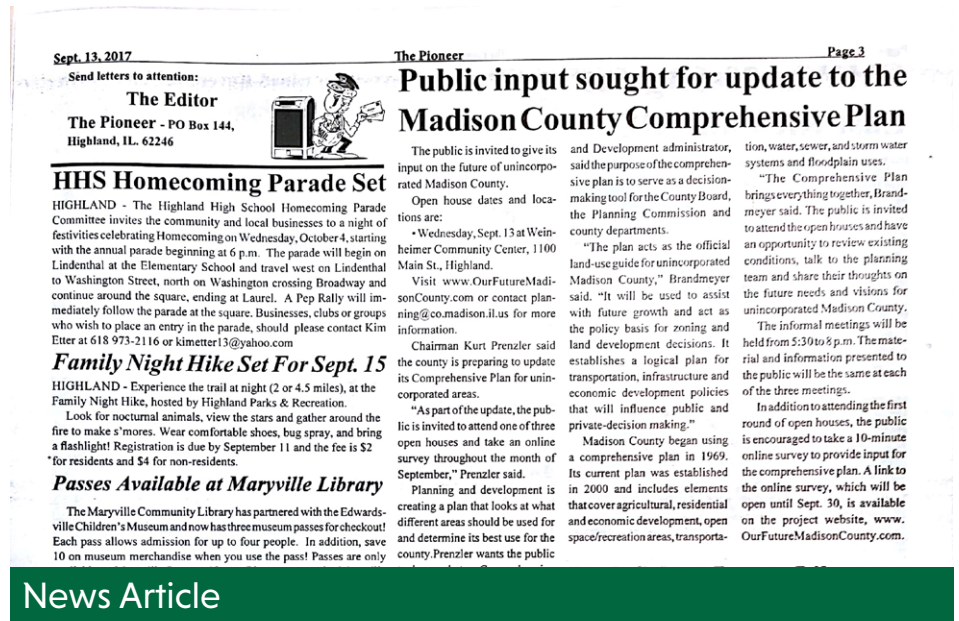 Sept. 13, 2017
The Pioneer
Page 3
Send letters to attention:
The Editor
The Pioneer - PO Box 144,
Highland, IL. 62246
HHS Homecoming Parade Set
HIGHLAND - The Highland High School Homecoming Parade
Committee invites the community and local businesses to a night of
festivities celebrating Homecoming on Wednesday, October 4, starting
with the annual parade beginning at 6 p.m. The parade will begin on
Lindenthal at the Elementary School and travel west on Lindenthal
to Washington Street, north on Washington crossing Broadway and
continue around the square, ending at Laurel. A Pep Rally will im-
mediately follow the parade at the square. Businesses, clubs or groups
who wish to place an entry in the parade, should please contact Kim
Etter at 618 973-2116 or kimetter13@yahoo.com
Family Night Hike Set For Sept. 15
HIGHLAND - Experience the trail at night (2 or 4.5 miles), at the
Family Night Hike, hosted by Highland Parks & Recreation.
Look for nocturnal animals, view the stars and gather around the
fire to make s'mores. Wear comfortable shoes, bug spray, and bring
a flashlight! Registration is due by September 11 and the fee is $2
for residents and $4 for non-residents.
Passes Available at Maryville Library
The Maryville Community Library has partnered with the Edwards-
ville Children's Museum and now has three museum passes for checkout!
Each pass allows admission for up to four people. In addition, save
10 on museum merchandise when you use the pass! Passes are only
Public input sought for update to the
Madison County Comprehensive Plan
The public is invited to give its
input on the future of unincorpo-
rated Madison County.
Open house dates and loca-
tions are:
• Wednesday, Sept. 13 at Wein-
heimer Community Center, 1100
Main St., Highland.
Visit www.OurFutureMadi-
sonCounty.com or contact plan-
ning@co.madison.il.us for more
information.
Chairman Kurt Prenzler said
the county is preparing to update
its Comprehensive Plan for unin-
corporated areas.
"As part of the update, the pub-
lic is invited to attend one of three
open houses and take an online
survey throughout the month of
September," Prenzler said.
Planning and development is
creating a plan that looks at what
different areas should be used for
and determine its best use for the
county.Prenzler wants the public
and Development administrator,
said the purpose of the comprehen-
sive plan is to serve as a decision-
making tool for the County Board,
the Planning Commission and
county departments.
"The plan acts as the official
land-use guide for unincorporated
Madison County," Brandmeyer
said. "It will be used to assist
with future growth and act as
the policy basis for zoning and
land development decisions. It
establishes a logical plan for
transportation, infrastructure and
economic development policies
that will influence public and
private-decision making."
Madison County began using
a comprehensive plan in 1969.
Its current plan was established
in 2000 and includes elements
that cover agricultural, residential
and economic development, open
space/recreation areas, transporta-
tion, water, sewer, and storm water
systems and floodplain uses.
"The Comprehensive Plan
brings everything together, Brand-
meyer said. The public is invited
to attend the open houses and have
an opportunity to review existing
conditions, talk to the planning
team and share their thoughts on
the future needs and visions for
unincorporated Madison County.
The informal meetings will be
held from 5:30 to 8 p.m. The mate-
rial and information presented to
the public will be the same at each
of the three meetings.
In addition to attending the first
round of open houses, the public
is encouraged to take a 10-minute
online survey to provide input for
the comprehensive plan. A link to
the online survey, which will be
open until Sept. 30, is available
on the project website, www.
OurFutureMadisonCounty.com.
News Article